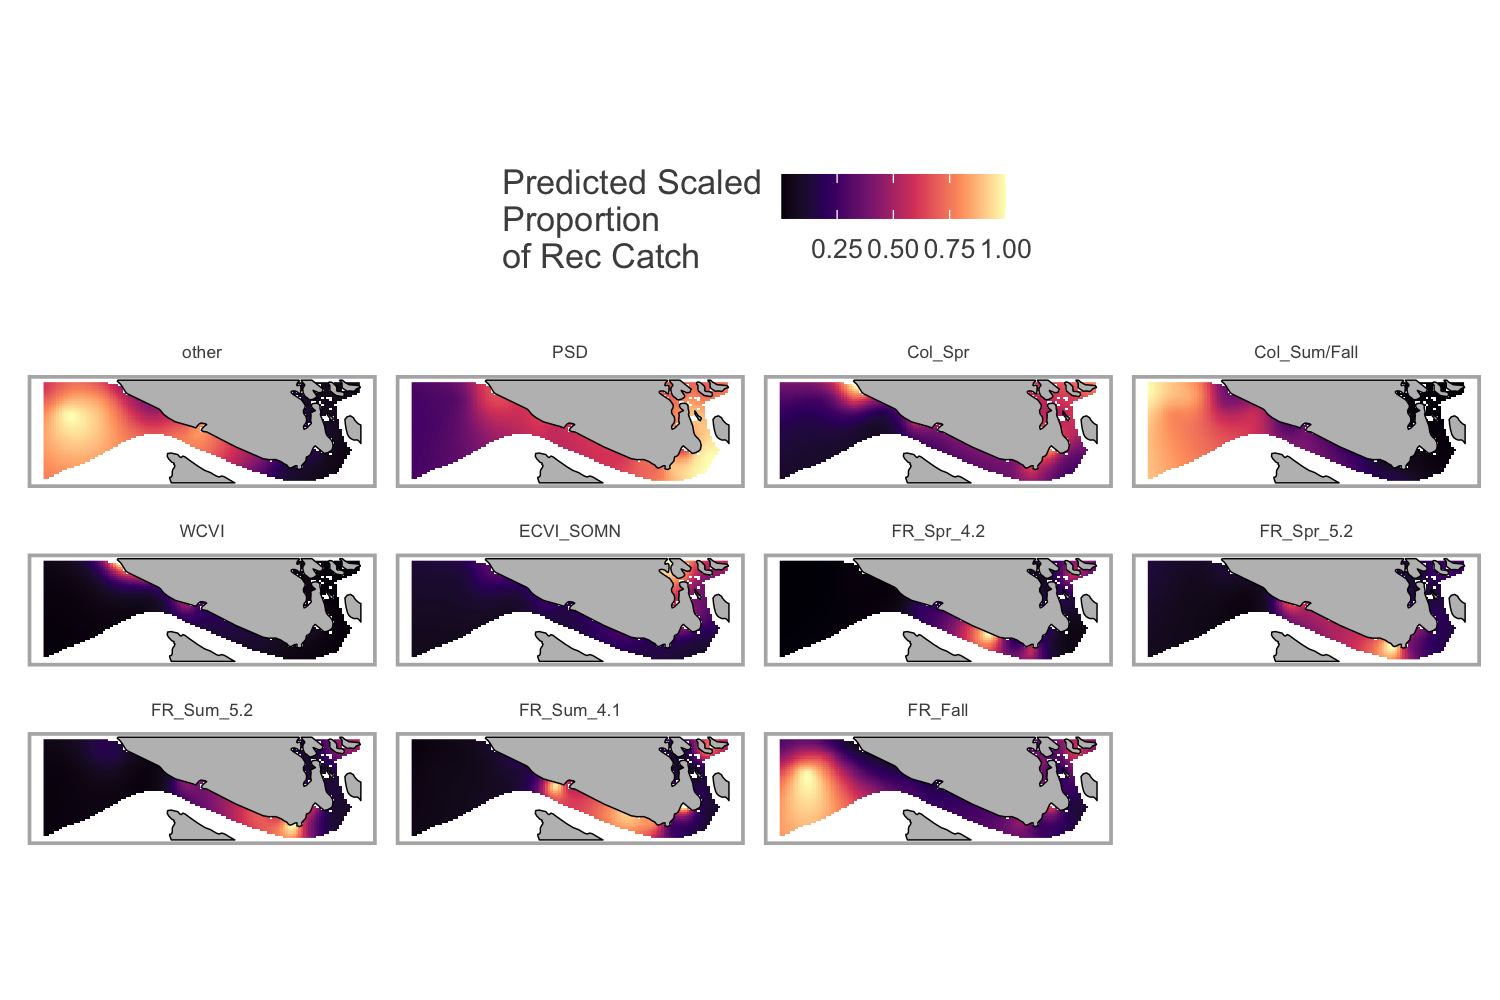 Predicted Scaled
Proportion
of Rec Catch
0.25 0.50 0.75 1.00
other PSD Col_Spr Col_Sum/Fall
WCVI ECVI_SOMN FR_Spr_4.2 FR_Spr_5.2
FR_Sum_5.2 FR_Sum_4.1 FR_Fall